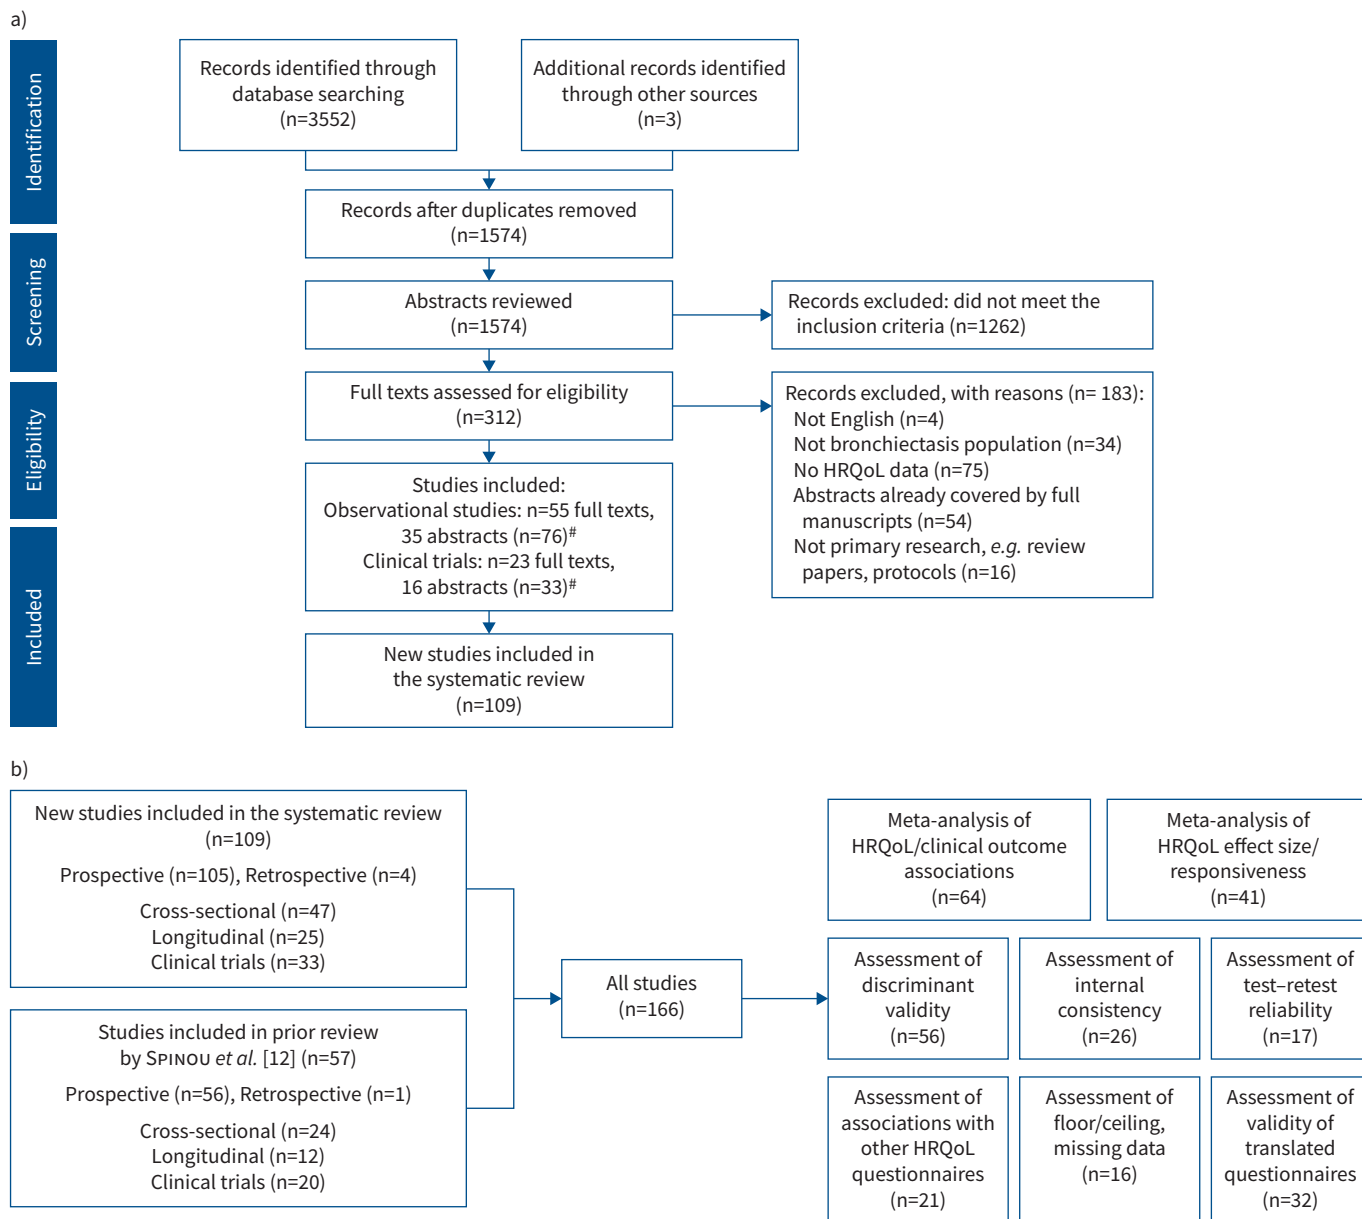 a)
Identification
Records identified through
database searching
(n=3552)
Additional records identified
through other sources
(n=3)
Records after duplicates removed
(n=1574)
Screening
Abstracts reviewed
(n=1574)
Records excluded: did not meet the
inclusion criteria (n=1262)
Eligibility
Full texts assessed for eligibility
(n=312)
Records excluded, with reasons (n= 183):
Not English (n=4)
Not bronchiectasis population (n=34)
No HRQoL data (n=75)
Abstracts already covered by full
manuscripts (n=54)
Not primary research, e.g. review
papers, protocols (n=16)
Studies included:
Observational studies: n=55 full texts,
35 abstracts (n=76)#
Clinical trials: n=23 full texts,
16 abstracts (n=33)#
Included
New studies included in
the systematic review
(n=109)
b)
New studies included in the systematic review
(n=109)
Prospective (n=105), Retrospective (n=4)
Cross-sectional (n=47)
Longitudinal (n=25)
Clinical trials (n=33)
Studies included in prior review
by SPINOU et al. [12] (n=57)
Prospective (n=56), Retrospective (n=1)
Cross-sectional (n=24)
Longitudinal (n=12)
Clinical trials (n=20)
All studies
(n=166)
Meta-analysis of
HRQoL/clinical outcome
associations
(n=64)
Meta-analysis of
HRQoL effect size/
responsiveness
(n=41)
Assessment of
discriminant
validity
(n=56)
Assessment of
internal
consistency
(n=26)
Assessment of
test–retest
reliability
(n=17)
Assessment of
associations with
other HRQoL
questionnaires
(n=21)
Assessment of
floor/ceiling,
missing data
(n=16)
Assessment of
validity of
translated
questionnaires
(n=32)